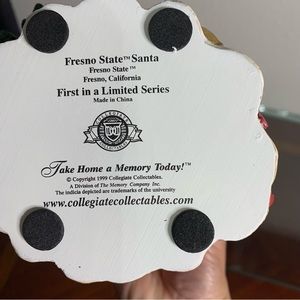 Fresno State™ Santa
Fresno State™
Fresno, California
First in a Limited Series
Made in China
COLLEGIATE
COLLECTABLES
Take Home a Memory Today!™
© Copyright 1999 Collegiate Collectables.
A Division of The Memory Company Inc.
The indicia depicted are trademarks of the university
www.collegiatecollectables.com